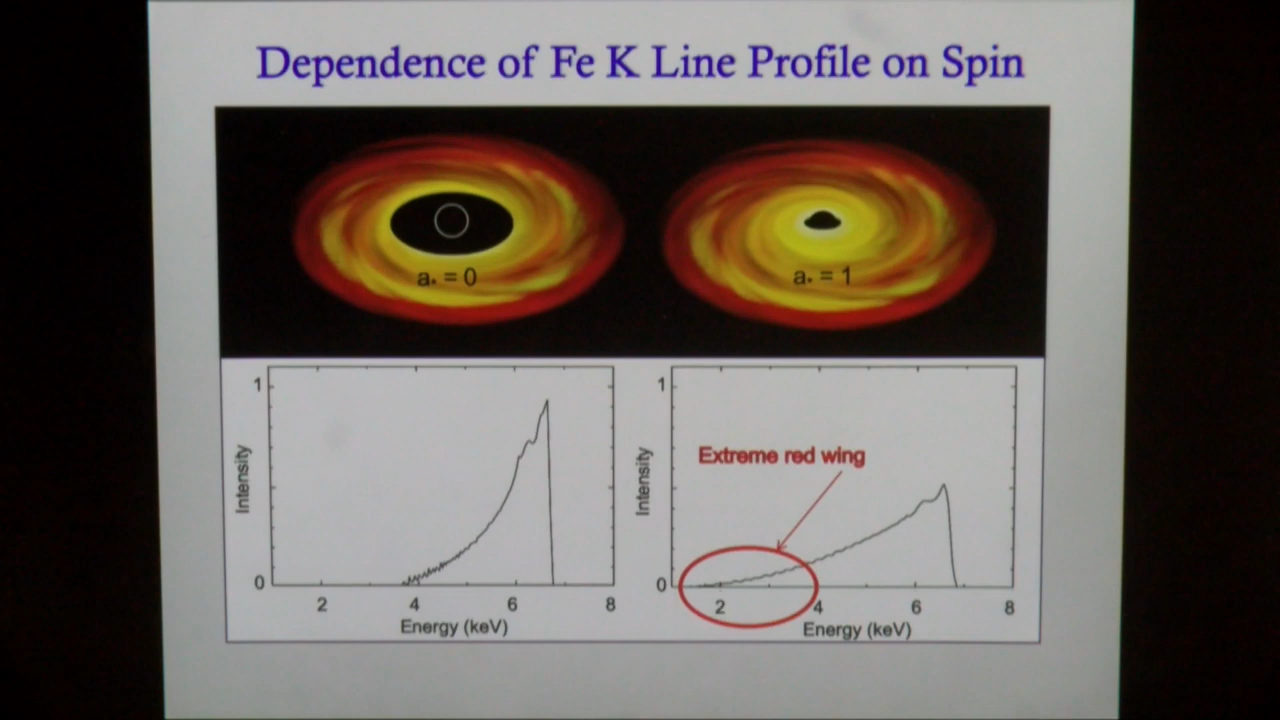 Dependence of Fe K Line Profile on Spin
a* = 0
a* = 1
1
Intensity
0
2 4 6 8
Energy (keV)
1
Extreme red wing
Intensity
0
2 4 6 8
Energy (keV)